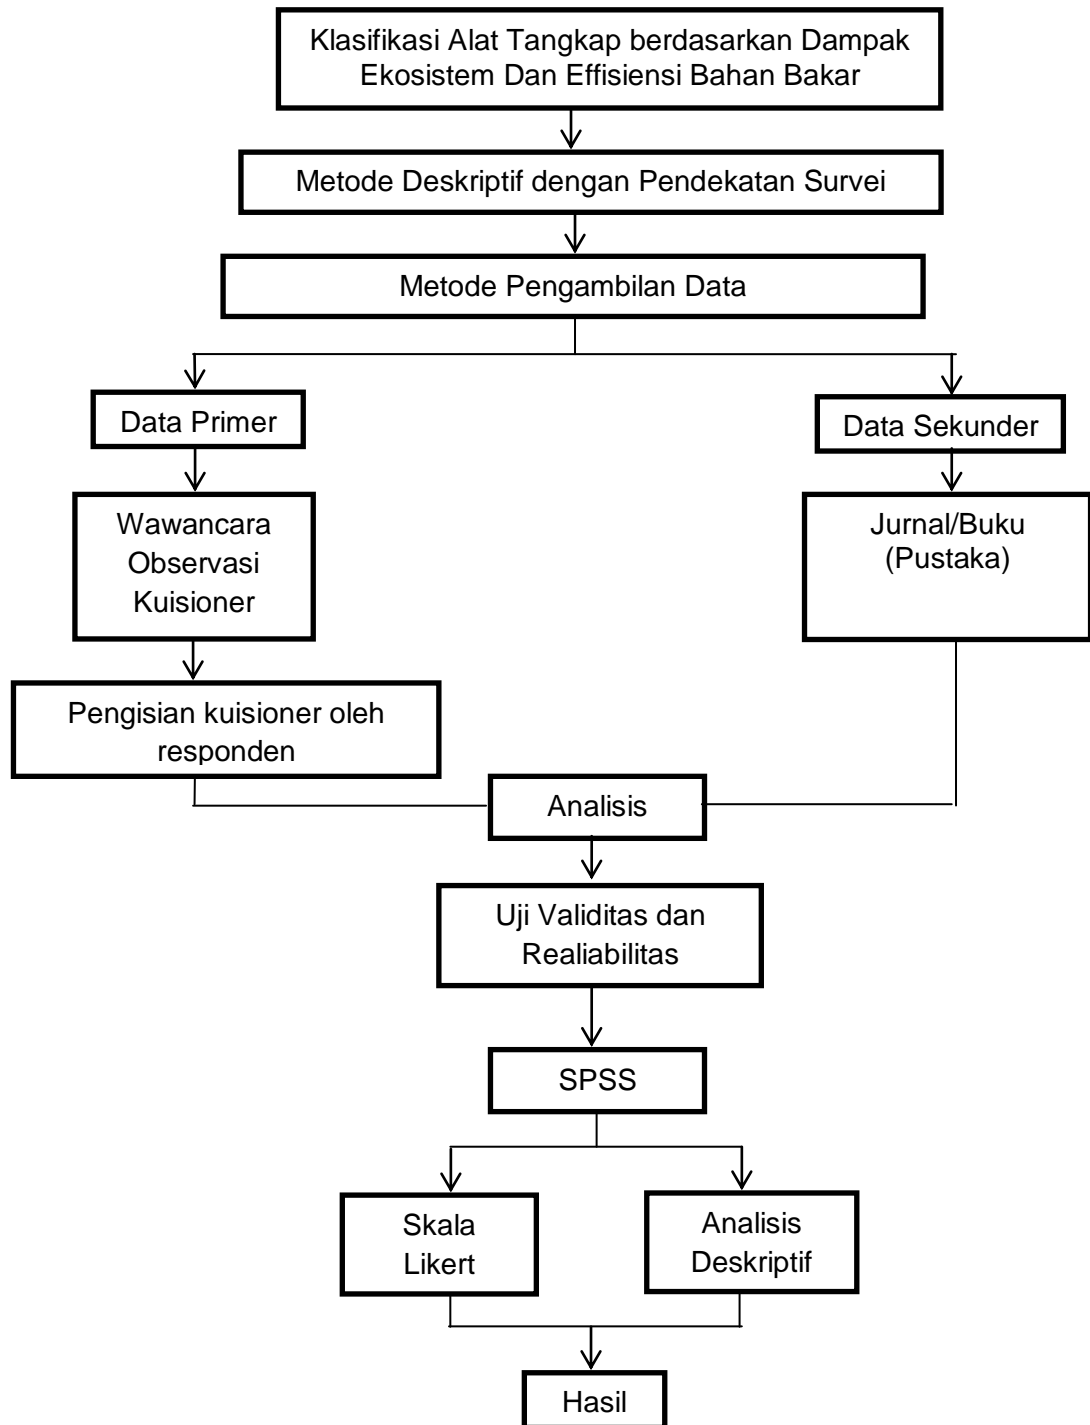 Klasifikasi Alat Tangkap berdasarkan Dampak
Ekosistem Dan Effisiensi Bahan Bakar
Metode Deskriptif dengan Pendekatan Survei
Metode Pengambilan Data
Data Primer
Data Sekunder
Wawancara
Observasi
Kuisioner
Jurnal/Buku
(Pustaka)
Pengisian kuisioner oleh
responden
Analisis
Uji Validitas dan
Realiabilitas
SPSS
Skala
Likert
Analisis
Deskriptif
Hasil